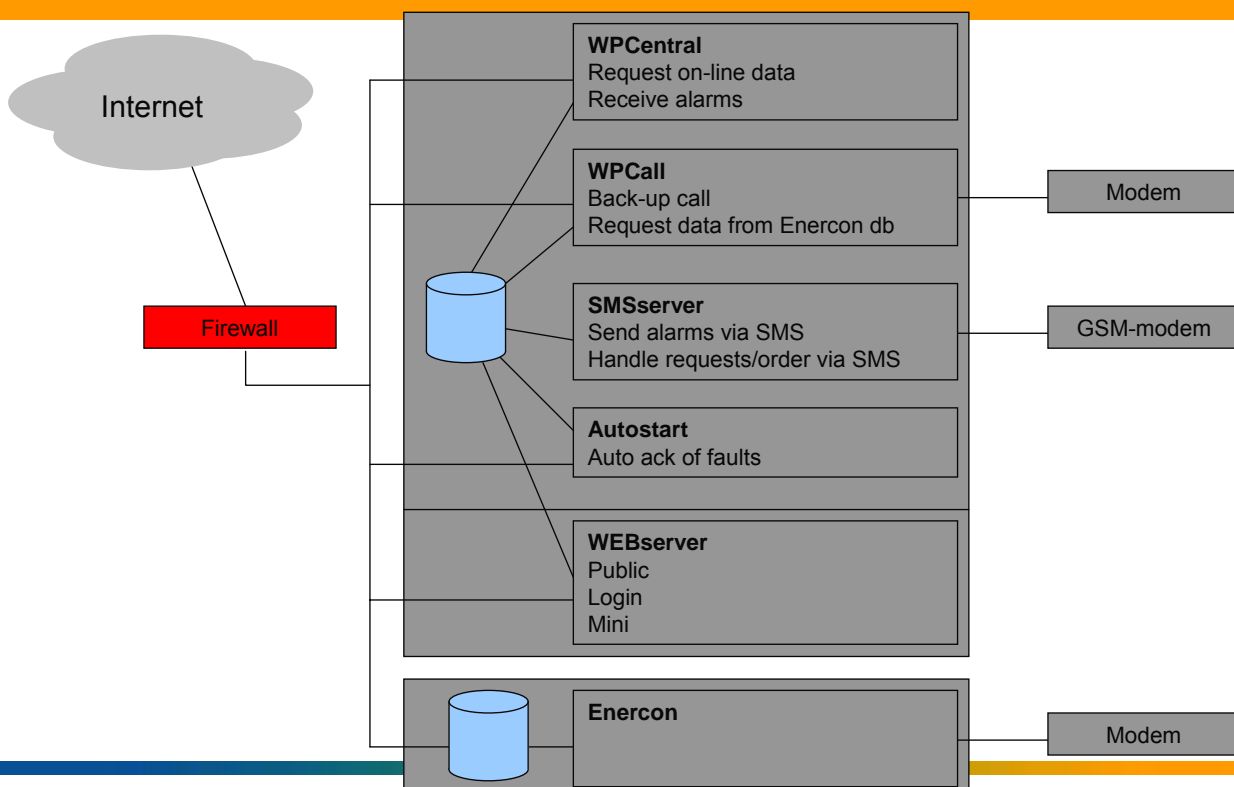 Internet
Firewall
WPCentral
Request on-line data
Receive alarms
WPCall
Back-up call
Request data from Enercon db
Modem
SMSserver
Send alarms via SMS
Handle requests/order via SMS
GSM-modem
Autostart
Auto ack of faults
WEBserver
Public
Login
Mini
Enercon
Modem